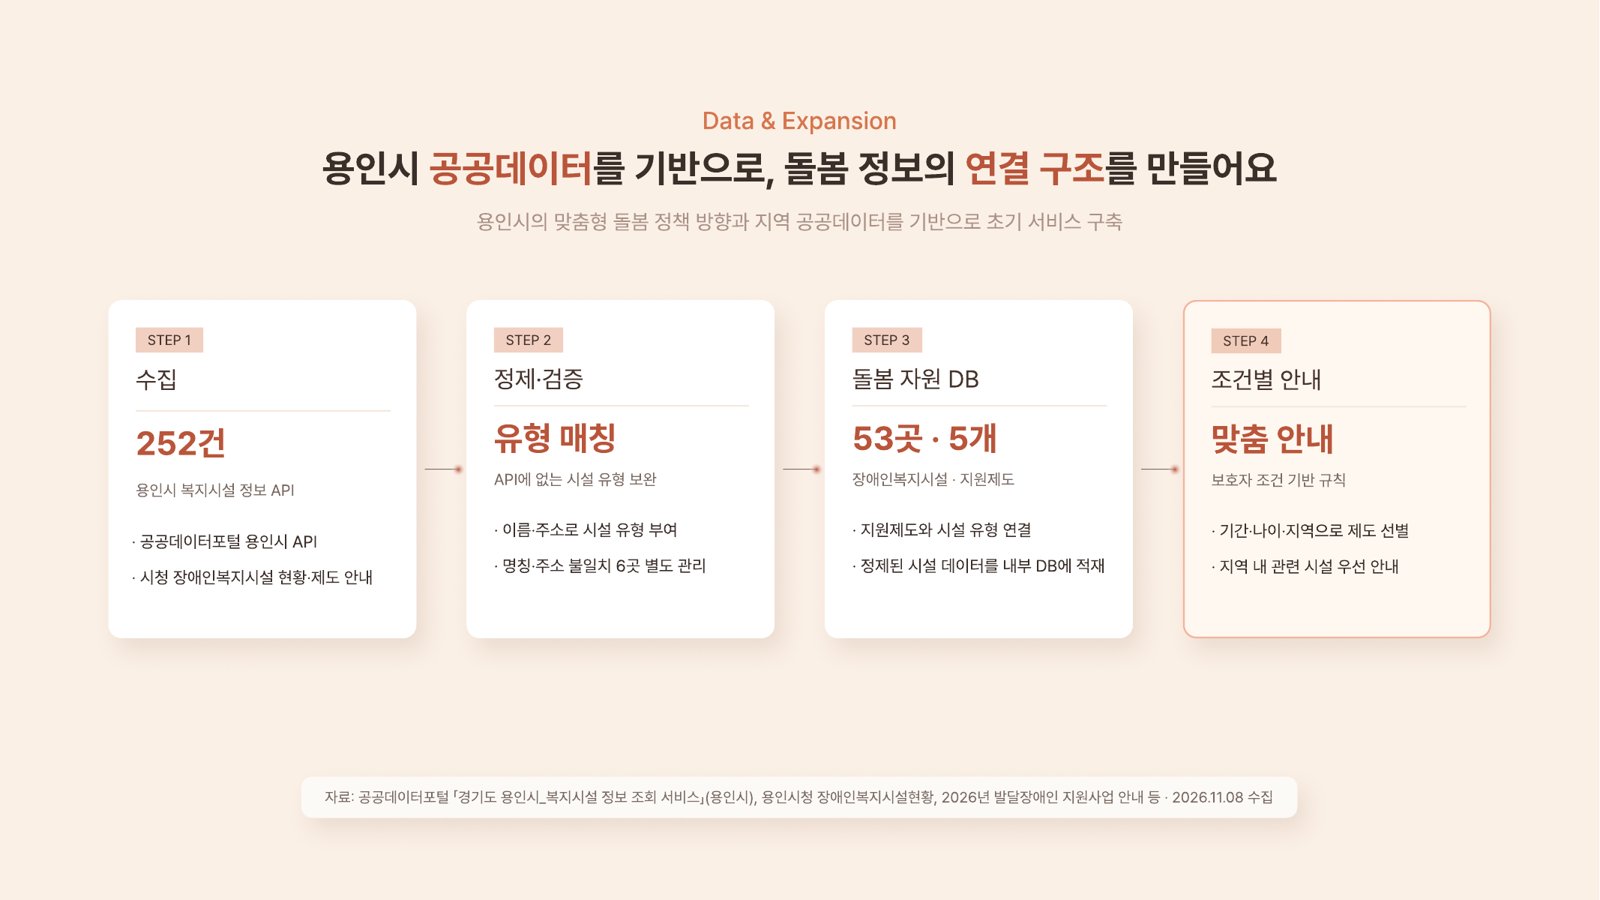 Data & Expansion
용인시 공공데이터를 기반으로, 돌봄 정보의 연결 구조를 만들어요
용인시의 맞춤형 돌봄 정책 방향과 지역 공공데이터를 기반으로 초기 서비스 구축
STEP 1
수집
252건
용인시 복지시설 정보 API
· 공공데이터포털 용인시 API
· 시청 장애인복지시설 현황·제도 안내
STEP 2
정제·검증
유형 매칭
API에 없는 시설 유형 보완
· 이름·주소로 시설 유형 부여
· 명칭·주소 불일치 6곳 별도 관리
STEP 3
돌봄 자원 DB
53곳 · 5개
장애인복지시설 · 지원제도
· 지원제도와 시설 유형 연결
· 정제된 시설 데이터를 내부 DB에 적재
STEP 4
조건별 안내
맞춤 안내
보호자 조건 기반 규칙
· 기간·나이·지역으로 제도 선별
· 지역 내 관련 시설 우선 안내
자료: 공공데이터포털 「경기도 용인시_복지시설 정보 조회 서비스」(용인시), 용인시청 장애인복지시설현황, 2026년 발달장애인 지원사업 안내 등 · 2026.11.08 수집